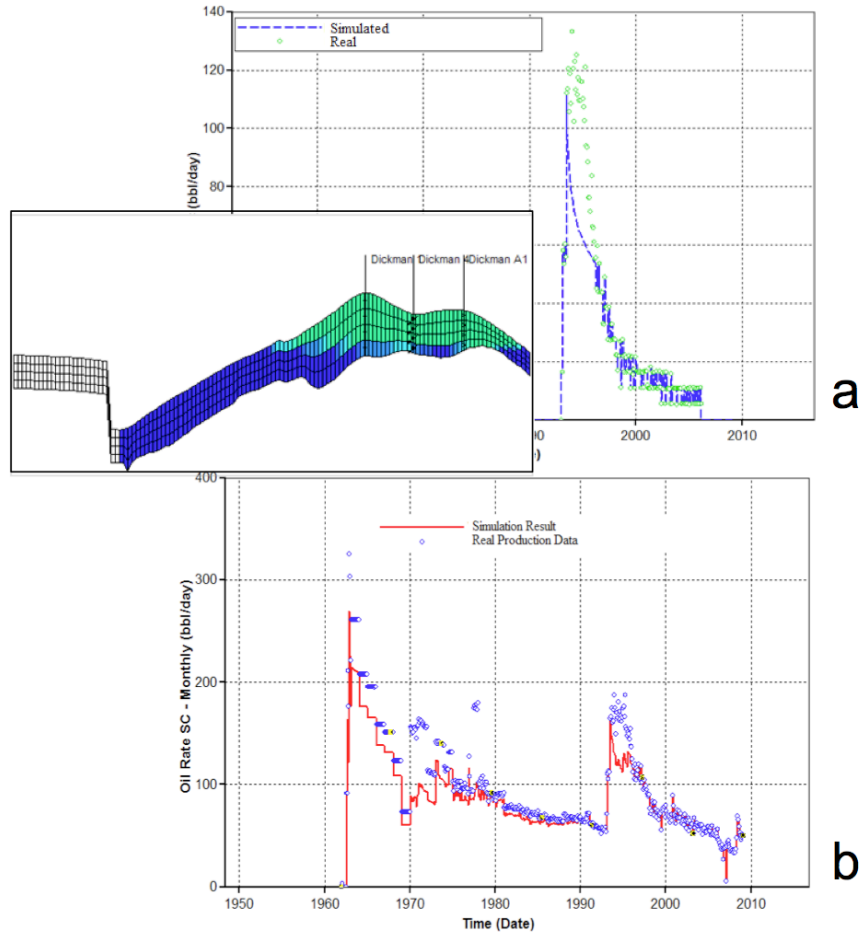 140
Simulated
Real
120
100
(bbl/day)
80
Dickman 1 Dickman 4 Dickman A1
2000
2010
a
400
Simulation Result
Real Production Data
300
Oil Rate SC - Monthly (bbl/day)
200
100
0
1950 1960 1970 1980 1990 2000 2010
Time (Date)
b